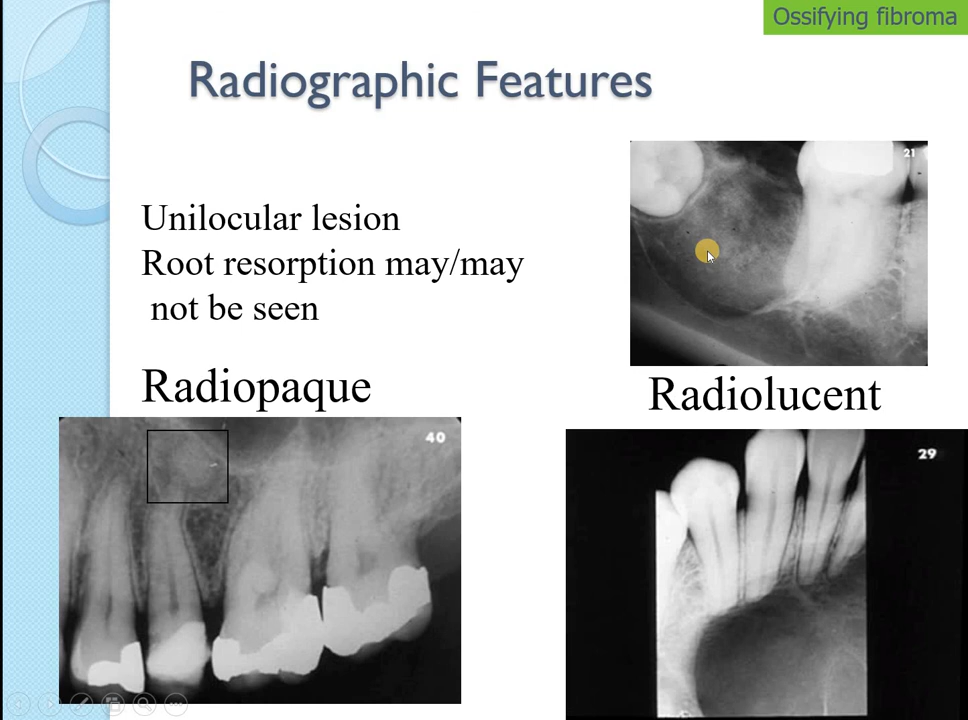 Ossifying fibroma
Radiographic Features
21
Unilocular lesion
Root resorption may/may
not be seen
Radiopaque
Radiolucent
40
29